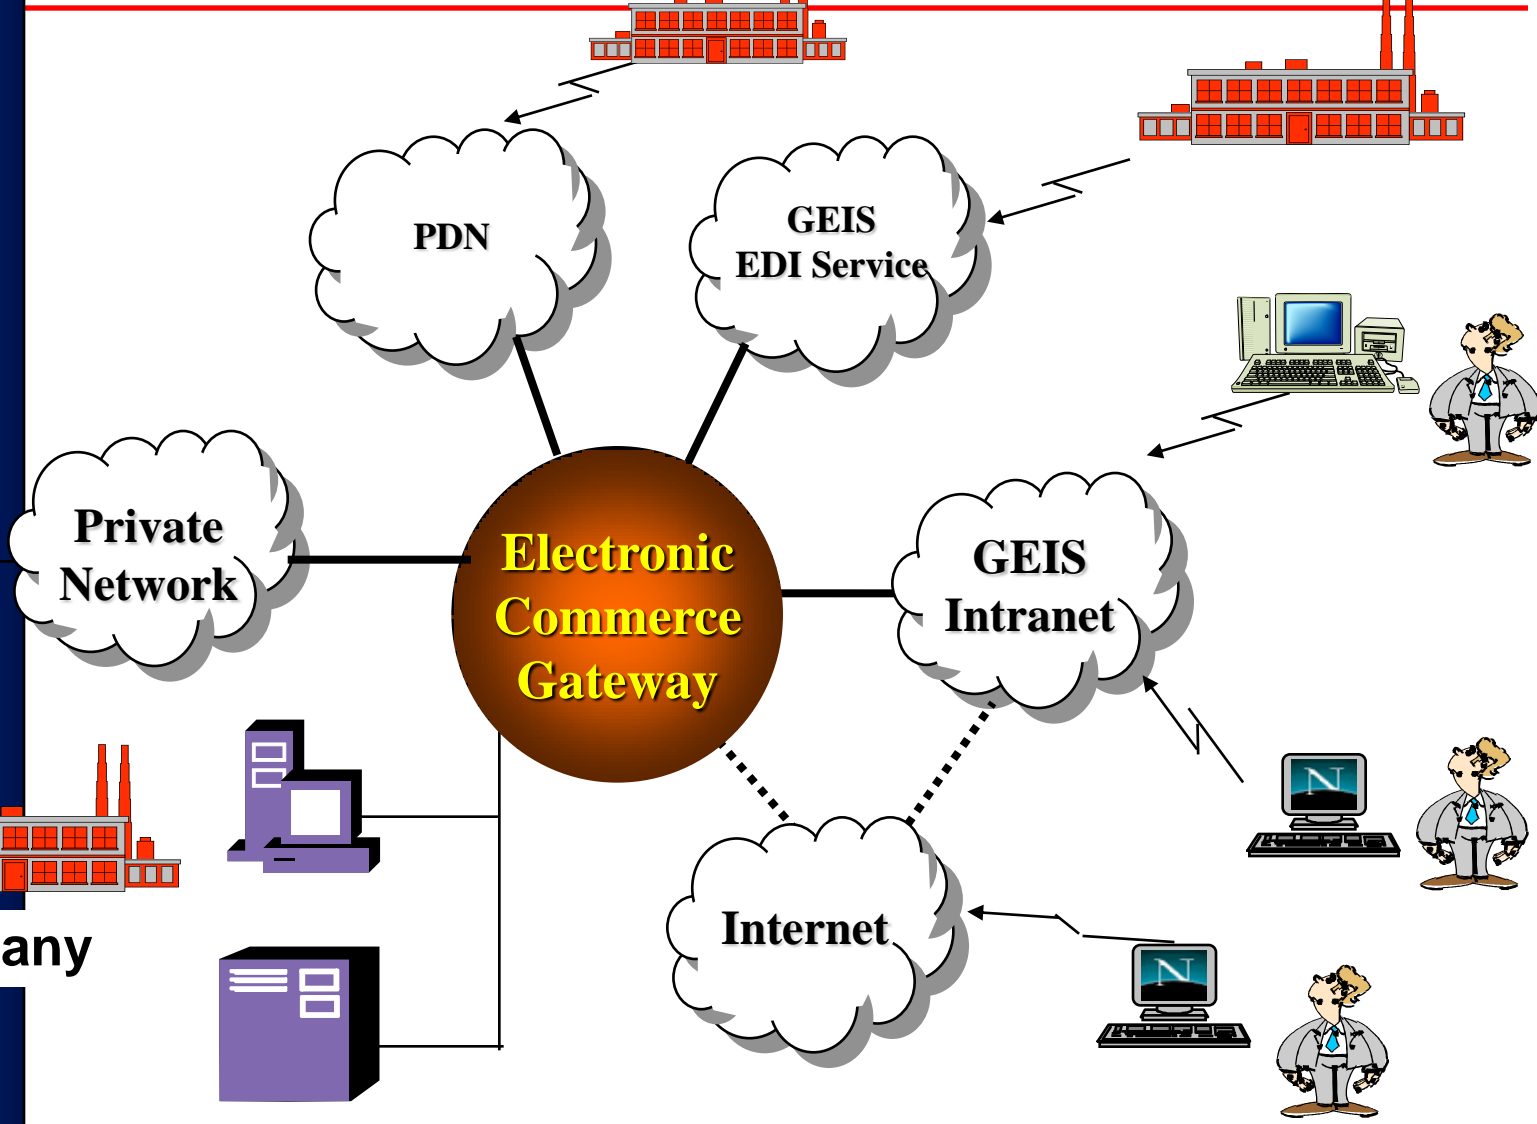 PDN
GEIS
EDI Service
Private
Network
Electronic
Commerce
Gateway
GEIS
Intranet
N
Internet
N
any